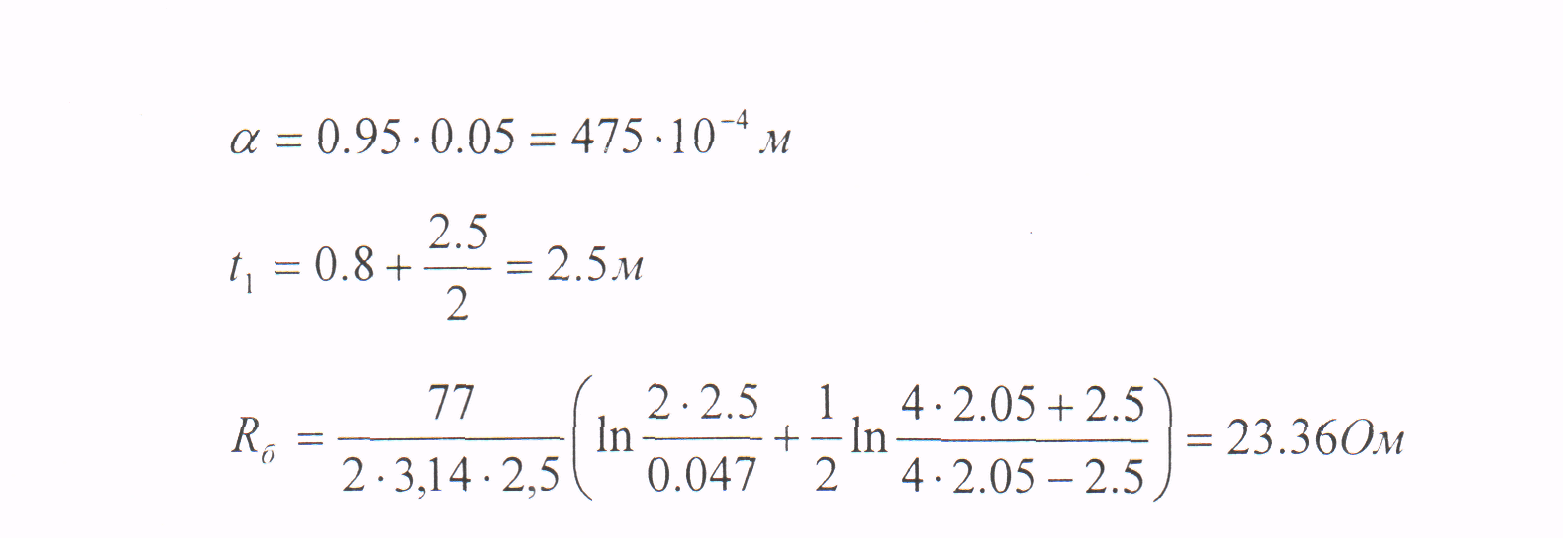 α = 0.95 · 0.05 = 475 · 10⁻⁴ м
t₁ = 0.8 + 2.5/2 = 2.5м
R_б = 77/(2 · 3,14 · 2,5) (ln (2 · 2.5)/0.047 + 1/2 ln (4 · 2.05 + 2.5)/(4 · 2.05 − 2.5)) = 23.36Ом